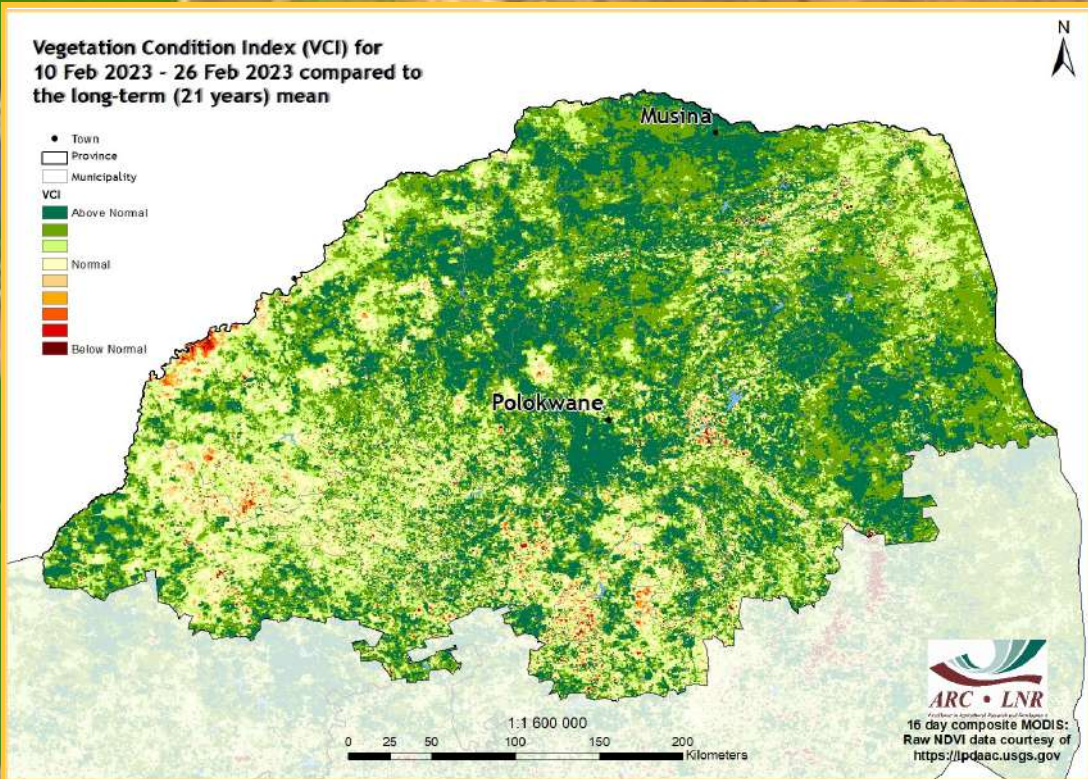 Vegetation Condition Index (VCI) for
10 Feb 2023 - 26 Feb 2023 compared to
the long-term (21 years) mean
N
Town
Province
Municipality
VCI
Above Normal
Normal
Below Normal
Musina
Polokwane
1:1 600 000
0 25 50 100 150 200
Kilometers
ARC • LNR
16 day composite MODIS:
Raw NDVI data courtesy of
https://lpdaac.usgs.gov